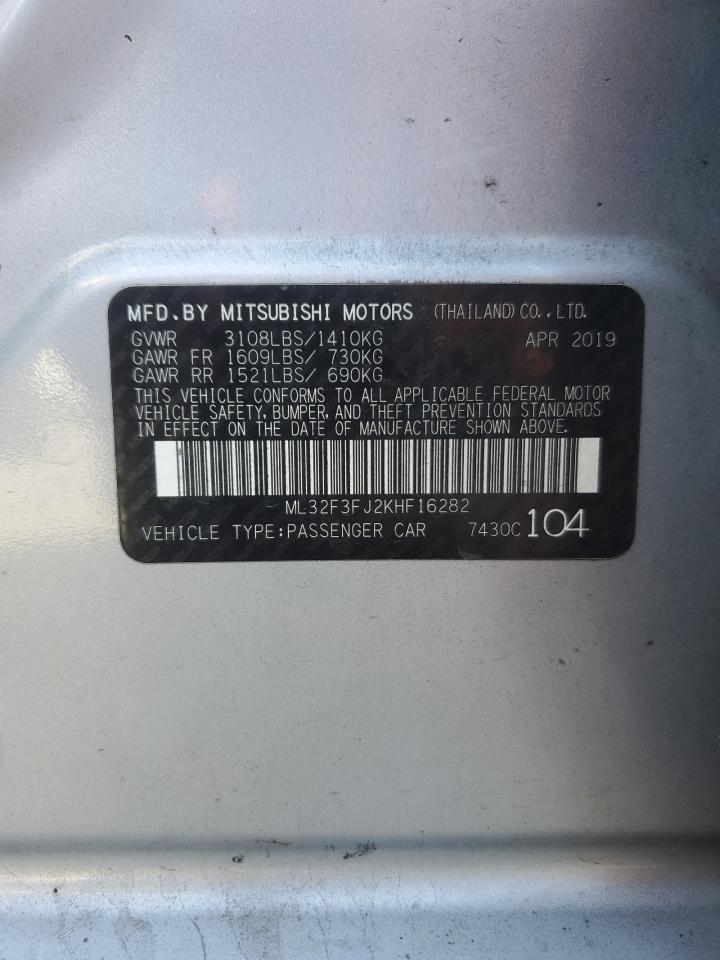 MFD.BY MITSUBISHI MOTORS (THAILAND)CO.,LTD.
GVWR 3108LBS/1410KG APR 2019
GAWR FR 1609LBS/ 730KG
GAWR RR 1521LBS/ 690KG
THIS VEHICLE CONFORMS TO ALL APPLICABLE FEDERAL MOTOR
VEHICLE SAFETY, BUMPER, AND THEFT PREVENTION STANDARDS
IN EFFECT ON THE DATE OF MANUFACTURE SHOWN ABOVE.
ML32F3FJ2KHF16282
VEHICLE TYPE:PASSENGER CAR 7430C 104